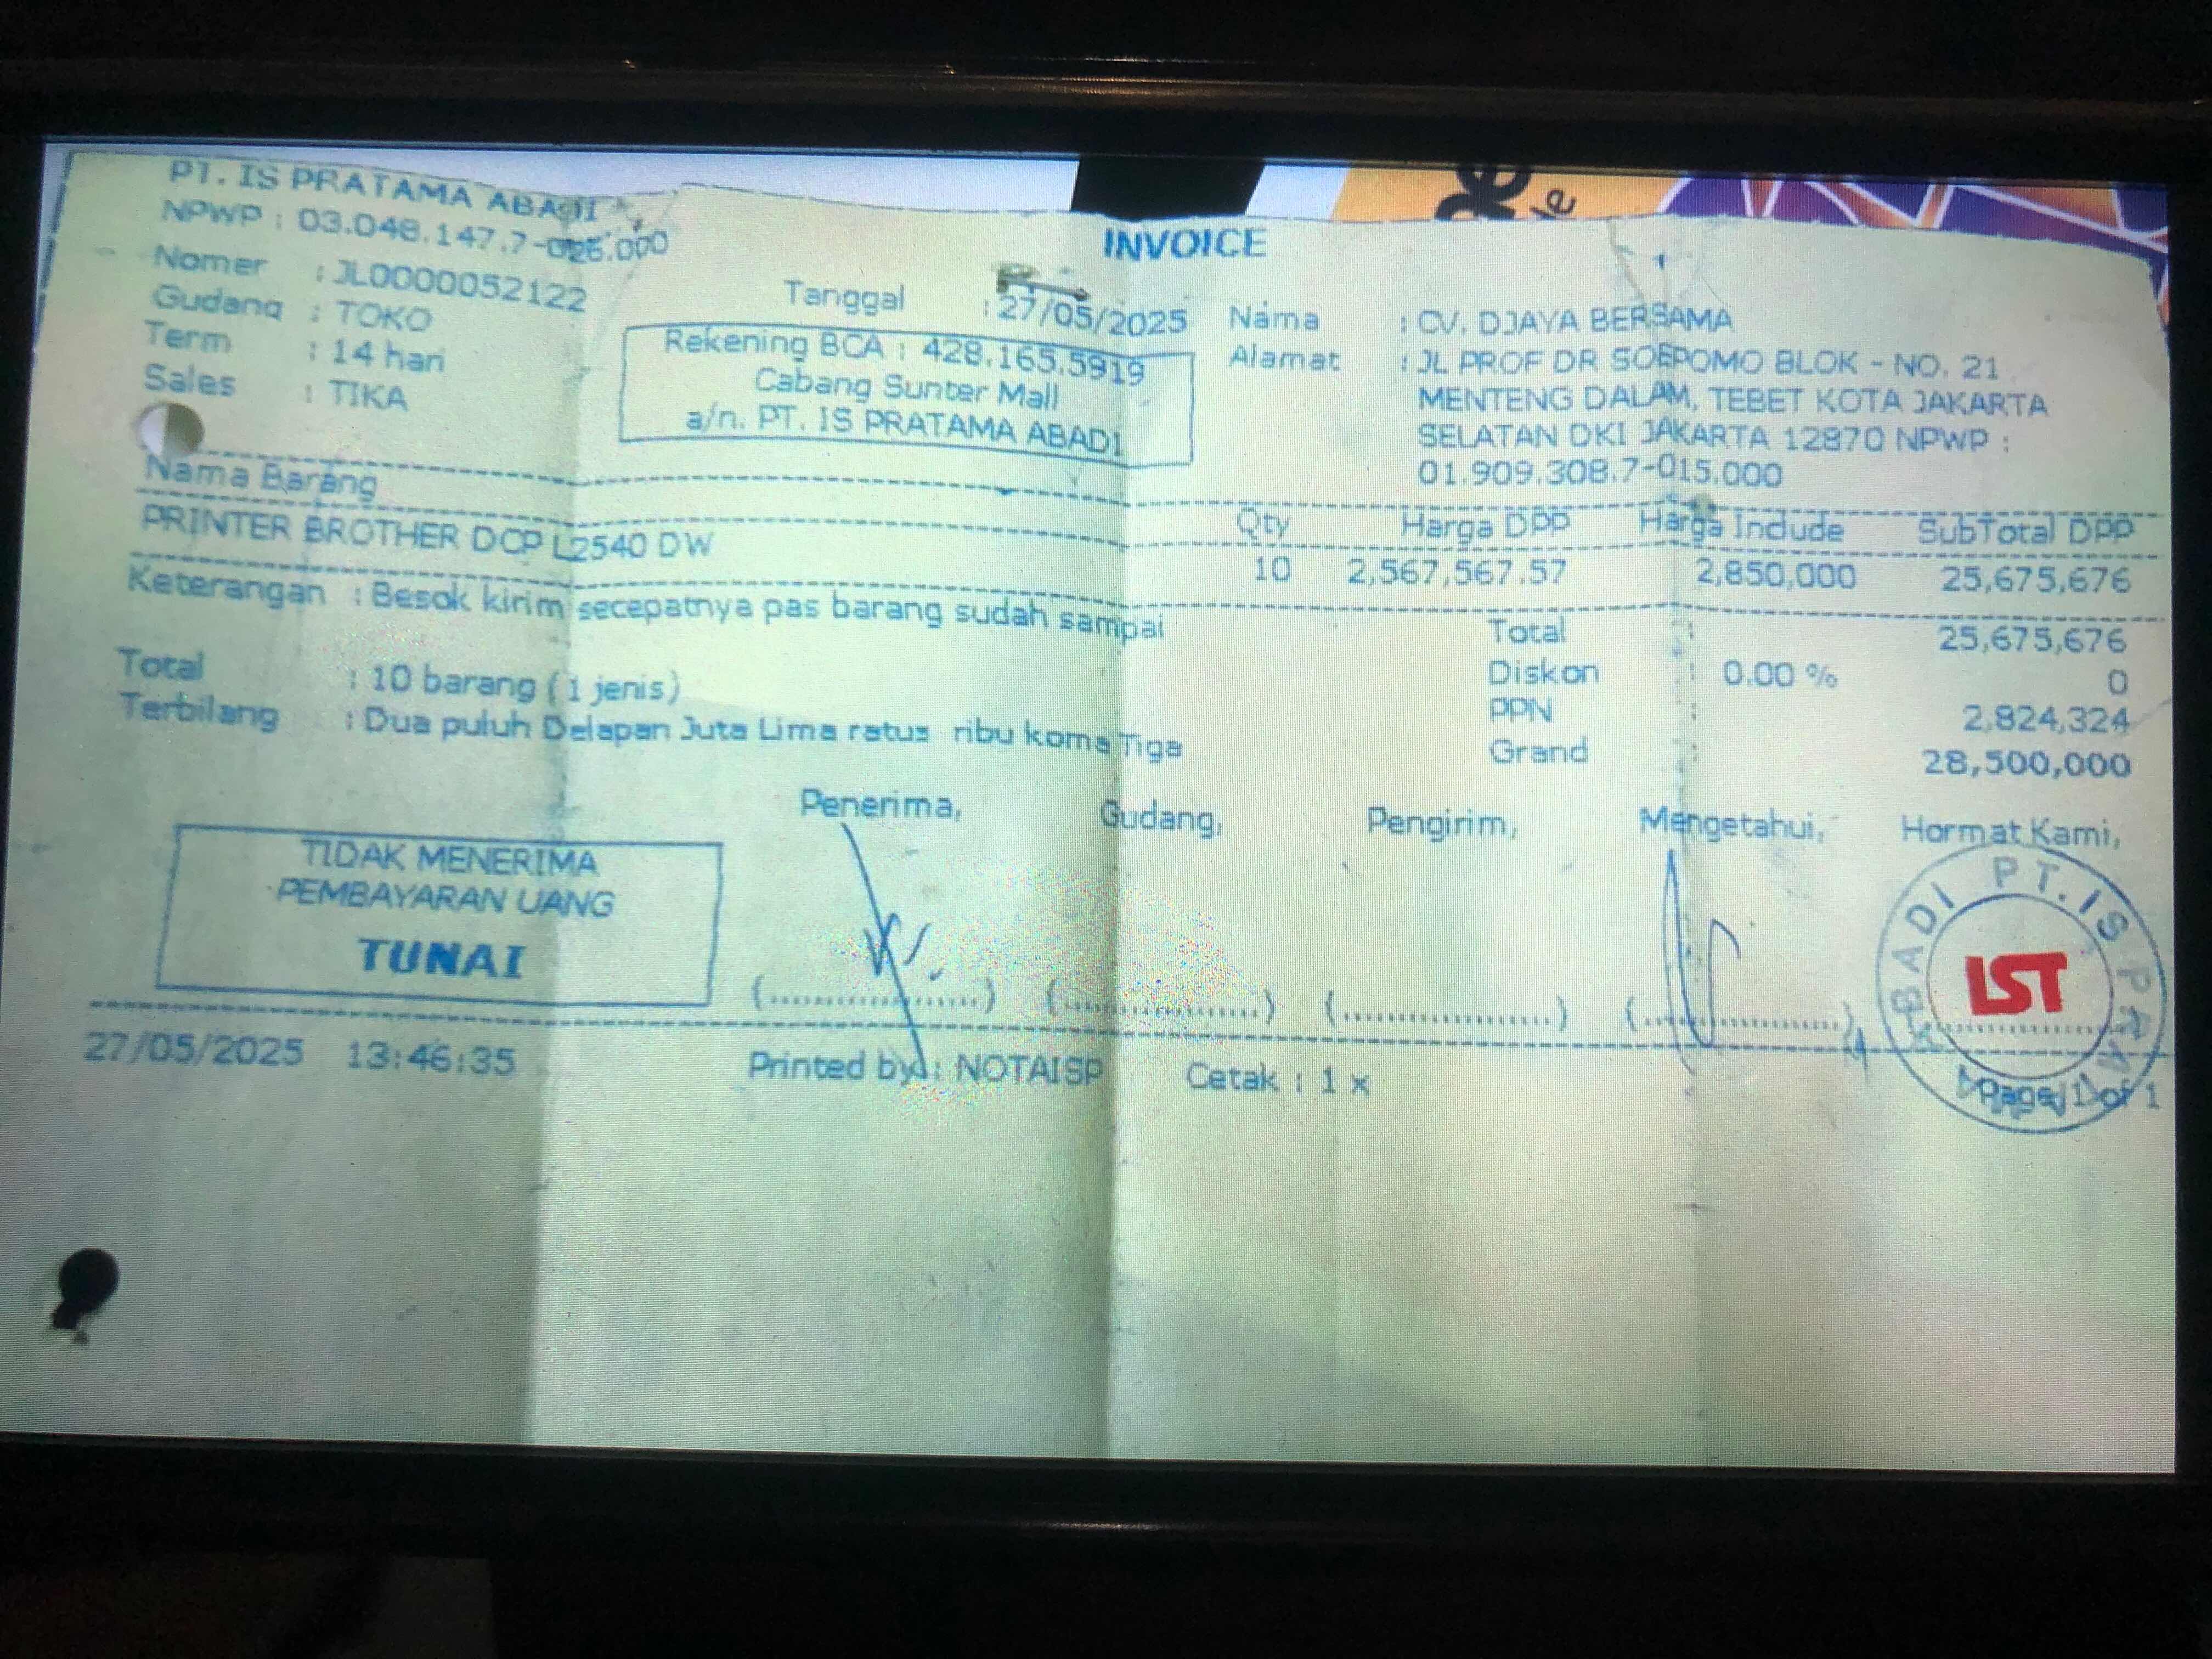 PT. IS PRATAMA ABADI
NPWP : 03.048.147.7-026.000
INVOICE
Nomer : JL0000052122
Gudang : TOKO
Term : 14 hari
Sales : TIKA
Tanggal : 27/05/2025
Rekening BCA : 428.165.5919
Cabang Sunter Mall
a/n. PT. IS PRATAMA ABADI
Nama : CV. DJAYA BERSAMA
Alamat : JL PROF DR SOEPOMO BLOK - NO. 21
MENTENG DALAM, TEBET KOTA JAKARTA
SELATAN DKI JAKARTA 12870 NPWP :
01.909.308.7-015.000
Nama Barang Qty Harga DPP Harga Include SubTotal DPP
PRINTER BROTHER DCP L2540 DW 10 2,567,567.57 2,850,000 25,675,676
Keterangan : Besok kirim secepatnya pas barang sudah sampai
Total : 25,675,676
Diskon : 0.00 % 0
PPN : 2,824,324
Grand : 28,500,000
Total : 10 barang (1 jenis)
Terbilang : Dua puluh Delapan Juta Lima ratus ribu koma Tiga
Penerima, Gudang, Pengirim, Mengetahui, Hormat Kami,
TIDAK MENERIMA
PEMBAYARAN UANG
TUNAI
PT. IS PRATAMA ABADI
IST
27/05/2025 13:46:35 Printed by : NOTAISP Cetak : 1 x Page 1 of 1